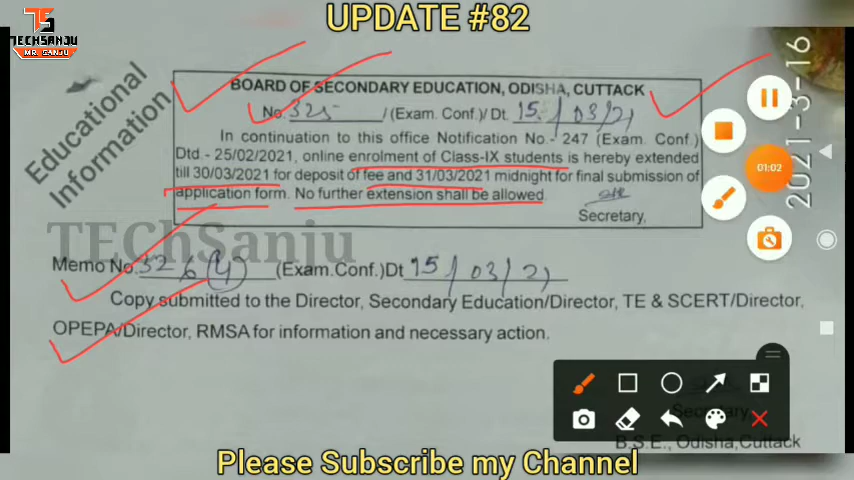 UPDATE #82
TS
TECHSANJU
MR. SANJU
Educational
Information
BOARD OF SECONDARY EDUCATION, ODISHA, CUTTACK
No. 325 / (Exam. Conf.)/ Dt. 15/03/21
In continuation to this office Notification No.- 247 (Exam. Conf.)
Dtd.- 25/02/2021, online enrolment of Class-IX students is hereby extended
till 30/03/2021 for deposit of fee and 31/03/2021 midnight for final submission of
application form. No further extension shall be allowed.
Secretary,
TEChSanju
Memo No. 326(4) (Exam.Conf.)Dt 15/03/21
Copy submitted to the Director, Secondary Education/Director, TE & SCERT/Director,
OPEPA/Director, RMSA for information and necessary action.
Secretary
B.S.E., Odisha,Cuttack
2021-3-16
01:02
Please Subscribe my Channel